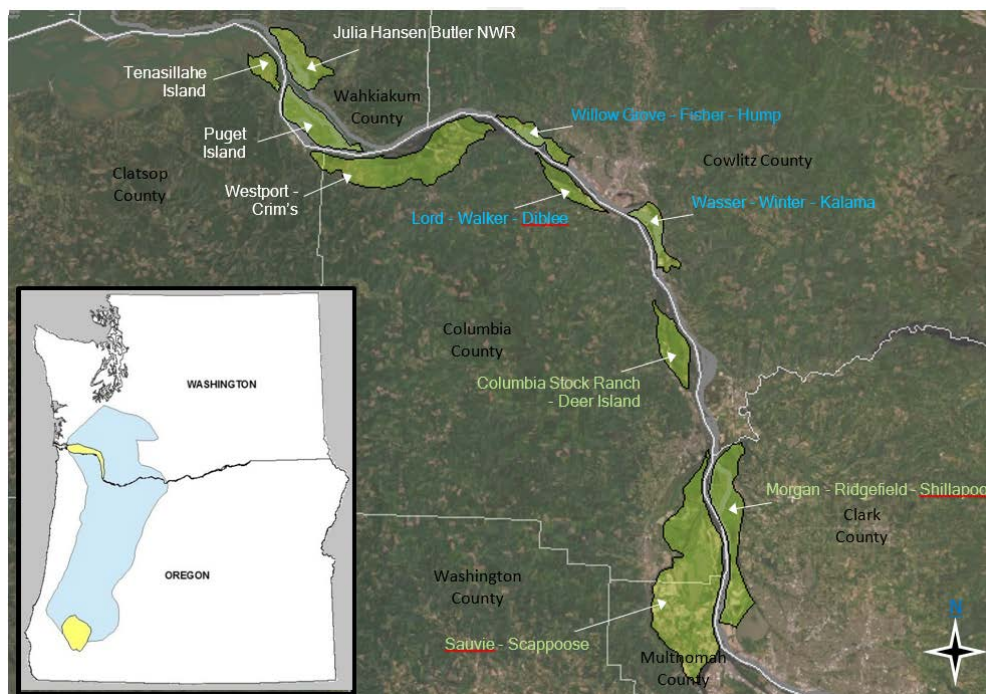 Julia Hansen Butler NWR
Tenasillahe
Island
Wahkiakum
County
Willow Grove - Fisher - Hump
Puget
Island
Cowlitz County
Clatsop
County
Westport -
Crim's
Lord - Walker - Diblee
Wasser - Winter - Kalama
Columbia
County
Columbia Stock Ranch
- Deer Island
WASHINGTON
OREGON
Morgan - Ridgefield - Shillapoo
Clark
County
Washington
County
Sauvie - Scappoose
Multnomah
County
N